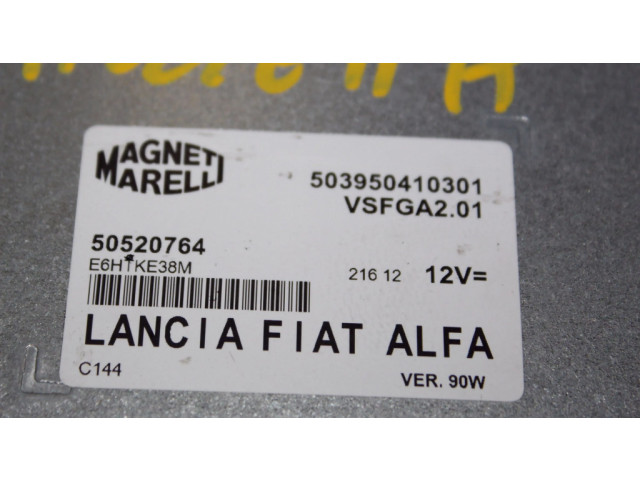 MAGNETI
MARELLI
503950410301
VSFGA2.01
50520764
E6HTKE38M
216 12 12V=
LANCIA FIAT ALFA
C144
VER. 90W